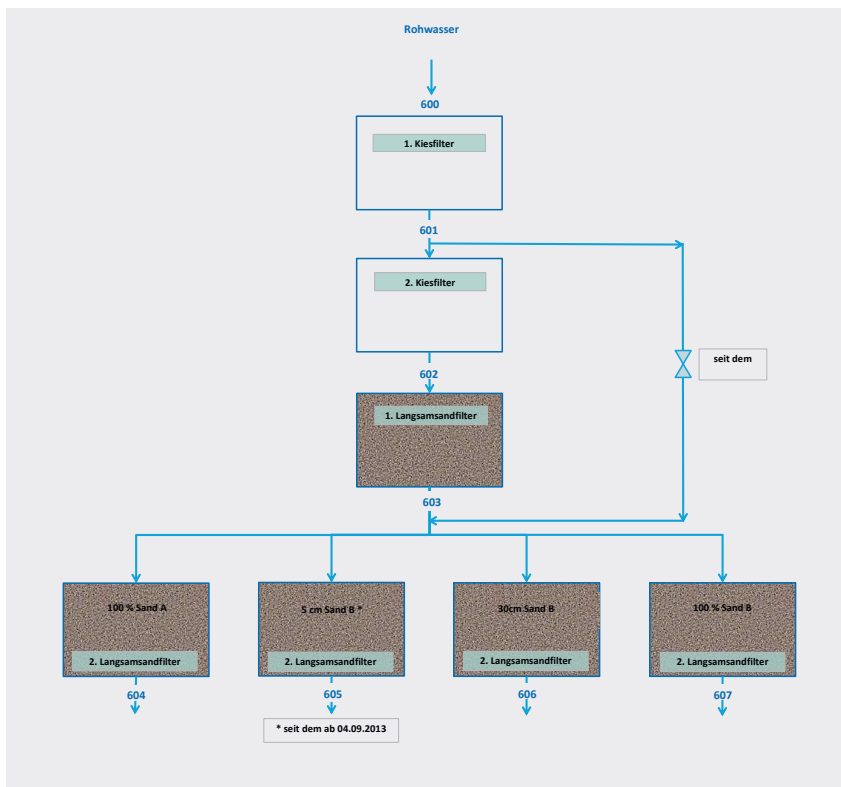 Rohwasser
600
1. Kiesfilter
601
2. Kiesfilter
seit dem
602
1. Langsamsandfilter
603
100 % Sand A
5 cm Sand B *
30cm Sand B
100 % Sand B
2. Langsamsandfilter
2. Langsamsandfilter
2. Langsamsandfilter
2. Langsamsandfilter
604
605
606
607
* seit dem ab 04.09.2013